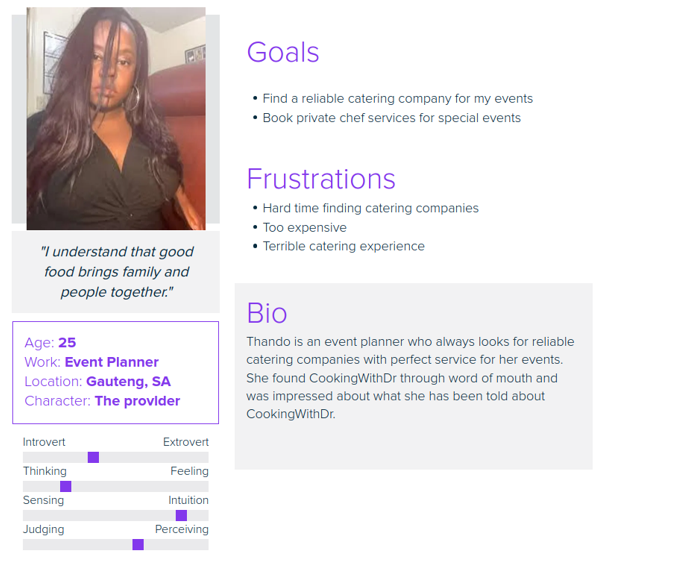 "I understand that good
food brings family and
people together."
Age: 25
Work: Event Planner
Location: Gauteng, SA
Character: The provider
Introvert Extrovert
Thinking Feeling
Sensing Intuition
Judging Perceiving
Goals
• Find a reliable catering company for my events
• Book private chef services for special events
Frustrations
• Hard time finding catering companies
• Too expensive
• Terrible catering experience
Bio
Thando is an event planner who always looks for reliable
catering companies with perfect service for her events.
She found CookingWithDr through word of mouth and
was impressed about what she has been told about
CookingWithDr.